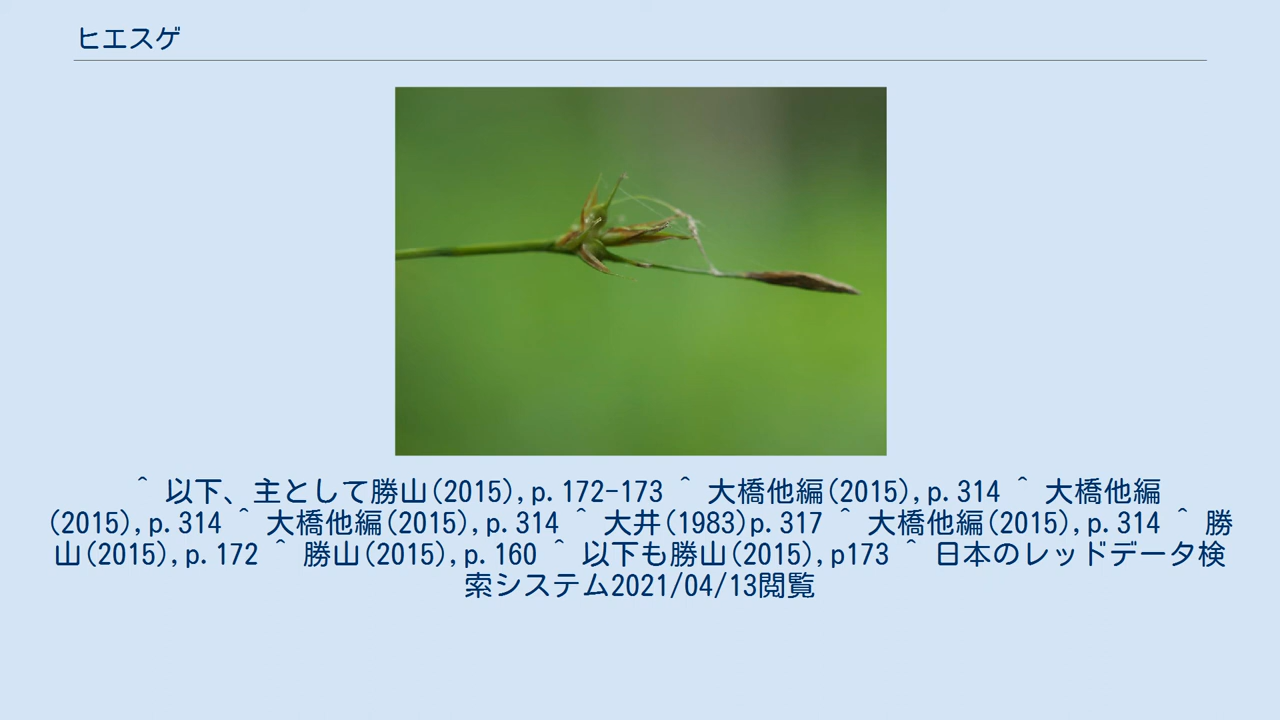 ヒエスゲ
^ 以下、主として勝山(2015),p.172-173 ^ 大橋他編(2015),p.314 ^ 大橋他編
(2015),p.314 ^ 大橋他編(2015),p.314 ^ 大井(1983)p.317 ^ 大橋他編(2015),p.314 ^ 勝
山(2015),p.172 ^ 勝山(2015),p.160 ^ 以下も勝山(2015),p173 ^ 日本のレッドデータ検
索システム2021/04/13閲覧